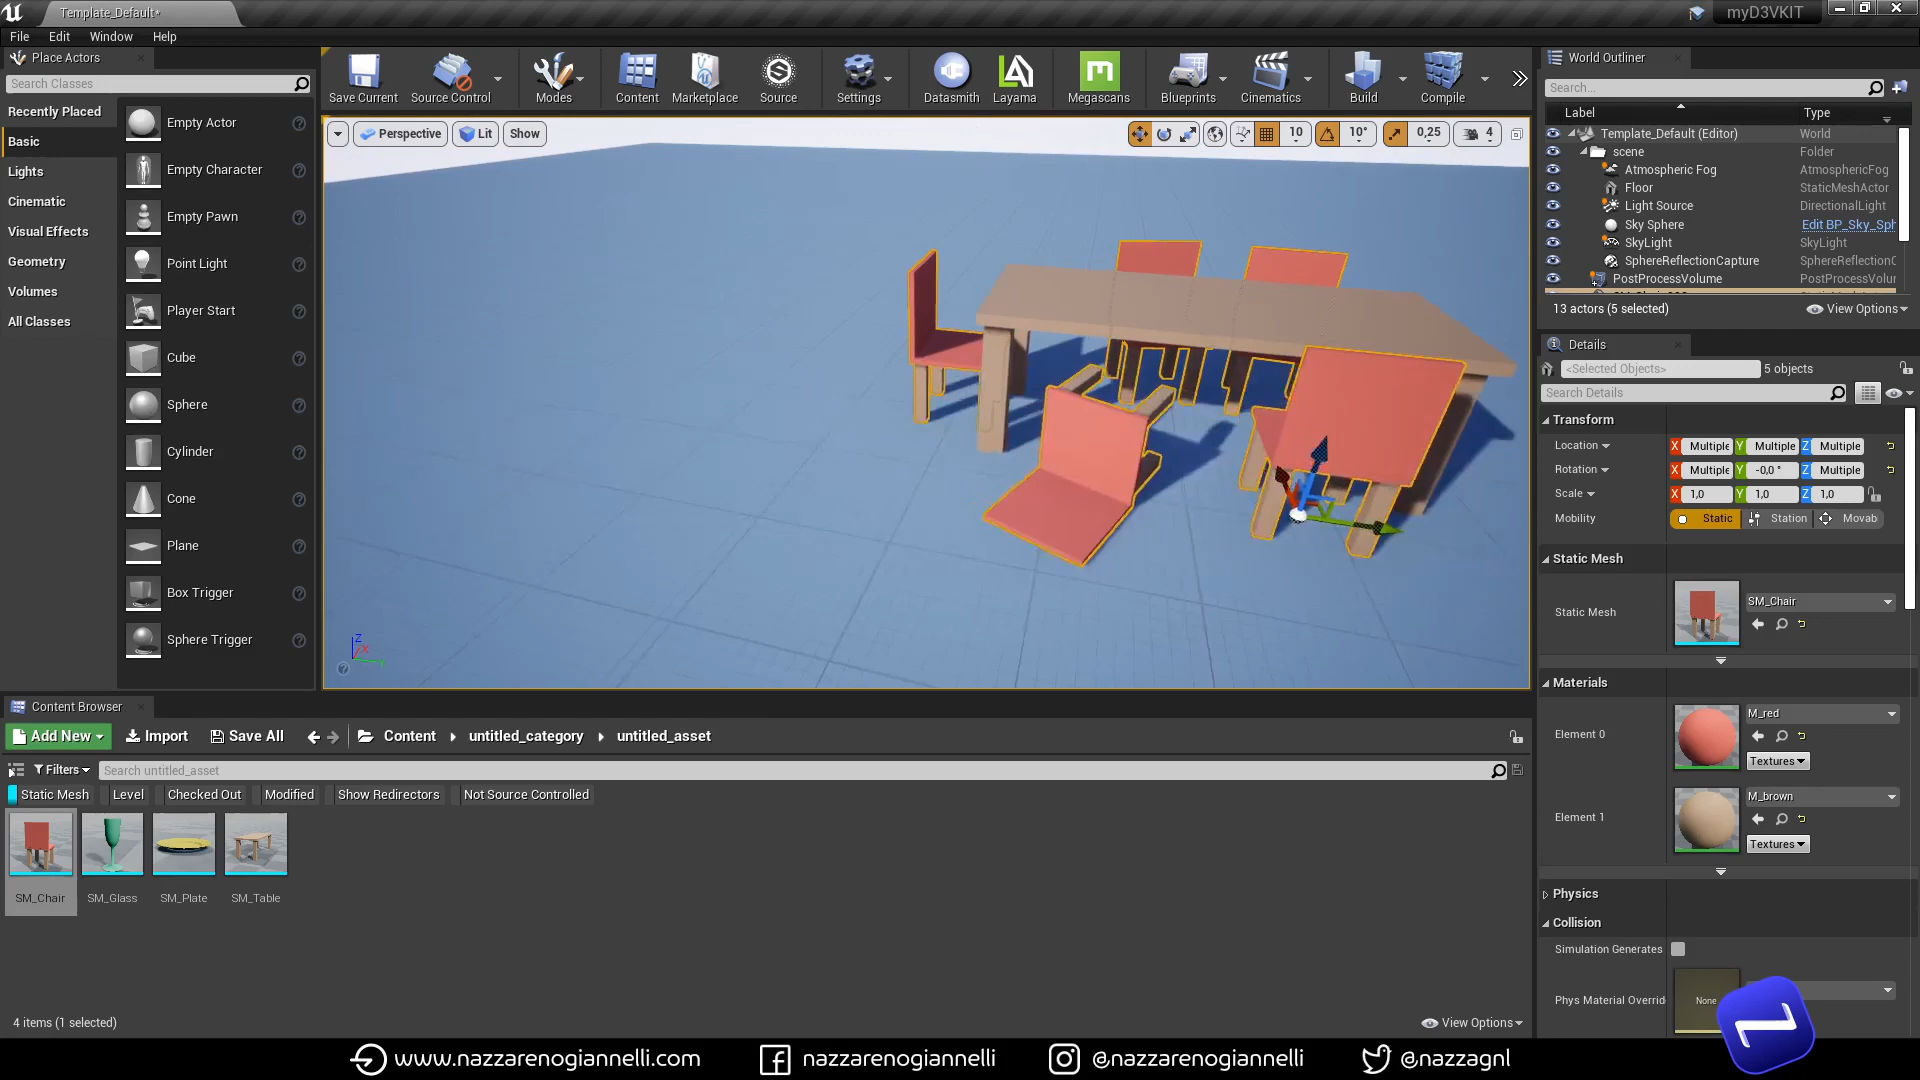 Template_Default*
myD3VKIT
File Edit Window Help
Place Actors
Search Classes
Recently Placed
Basic
Lights
Cinematic
Visual Effects
Geometry
Volumes
All Classes
Empty Actor
Empty Character
Empty Pawn
Point Light
Player Start
Cube
Sphere
Cylinder
Cone
Plane
Box Trigger
Sphere Trigger
Save Current Source Control Modes Content Marketplace Source Settings Datasmith Layama Megascans Blueprints Cinematics Build Compile
Perspective Lit Show
10 10° 0,25 4
Z X
World Outliner
Search...
Label Type
Template_Default (Editor) World
scene Folder
Atmospheric Fog AtmosphericFog
Floor StaticMeshActor
Light Source DirectionalLight
Sky Sphere Edit BP_Sky_Sph
SkyLight SkyLight
SphereReflectionCapture SphereReflectionC
PostProcessVolume PostProcessVolur
13 actors (5 selected) View Options
Details
<Selected Objects> 5 objects
Search Details
Transform
Location X Multiple Y Multiple Z Multiple
Rotation X Multiple Y -0,0 ° Z Multiple
Scale X 1,0 Y 1,0 Z 1,0
Mobility Static Station Movab
Static Mesh
Static Mesh SM_Chair
Materials
Element 0 M_red
Textures
Element 1 M_brown
Textures
Physics
Collision
Simulation Generates
Phys Material Overrid None
Content Browser
Add New Import Save All Content untitled_category untitled_asset
Filters Search untitled_asset
Static Mesh Level Checked Out Modified Show Redirectors Not Source Controlled
SM_Chair SM_Glass SM_Plate SM_Table
4 items (1 selected) View Options
www.nazzarenogiannelli.com nazzarenogiannelli @nazzarenogiannelli @nazzagnl